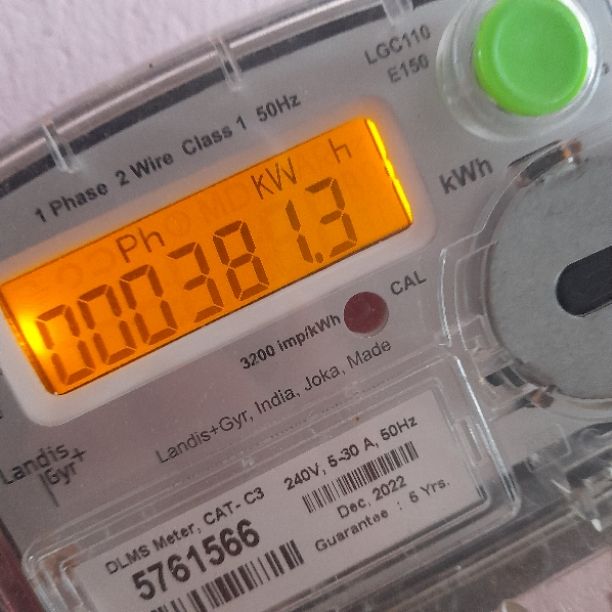 LGC110
E150
1 Phase 2 Wire Class 1 50Hz
kWh
Ph kW h
000381.3
CAL
3200 imp/kWh
Landis+Gyr, India, Joka, Made
Landis+
Gyr
DLMS Meter, CAT- C3 240V, 5-30 A, 50Hz
5761566
Dec, 2022
Guarantee : 5 Yrs.